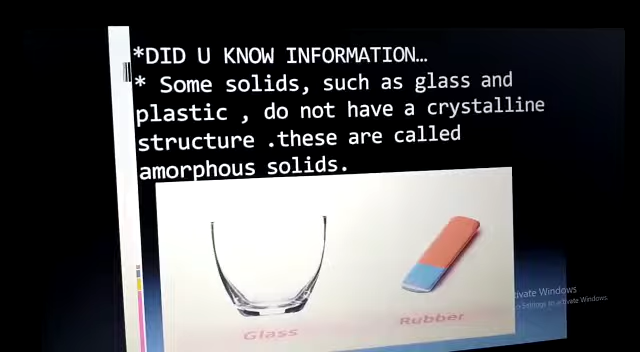 *DID U KNOW INFORMATION…
* Some solids, such as glass and
plastic , do not have a crystalline
structure .these are called
amorphous solids.
Glass
Rubber
tivate Windows
Settings to activate Windows